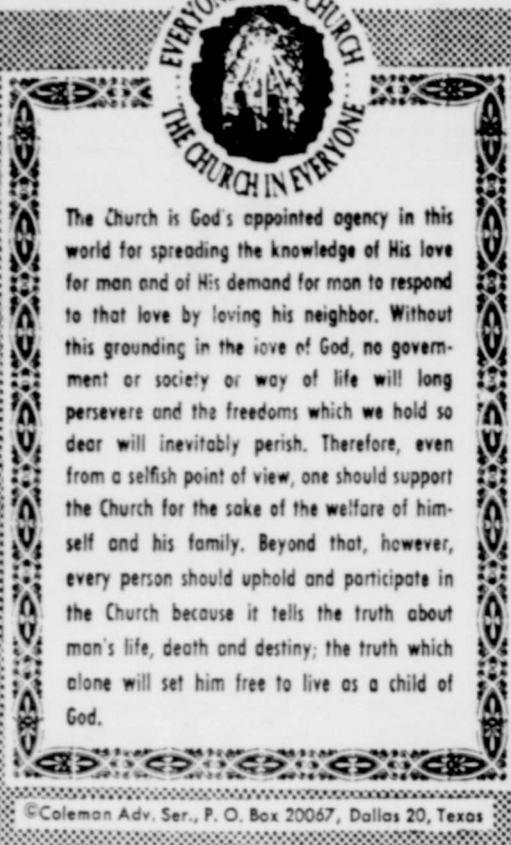 EVERYONE CHURCH
THE CHURCH IN EVERYONE
The Church is God's appointed agency in this
world for spreading the knowledge of His love
for man and of His demand for man to respond
to that love by loving his neighbor. Without
this grounding in the love of God, no govern-
ment or society or way of life will long
persevere and the freedoms which we hold so
dear will inevitably perish. Therefore, even
from a selfish point of view, one should support
the Church for the sake of the welfare of him-
self and his family. Beyond that, however,
every person should uphold and participate in
the Church because it tells the truth about
man's life, death and destiny; the truth which
alone will set him free to live as a child of
God.
©Coleman Adv. Ser., P. O. Box 20067, Dallas 20, Texas